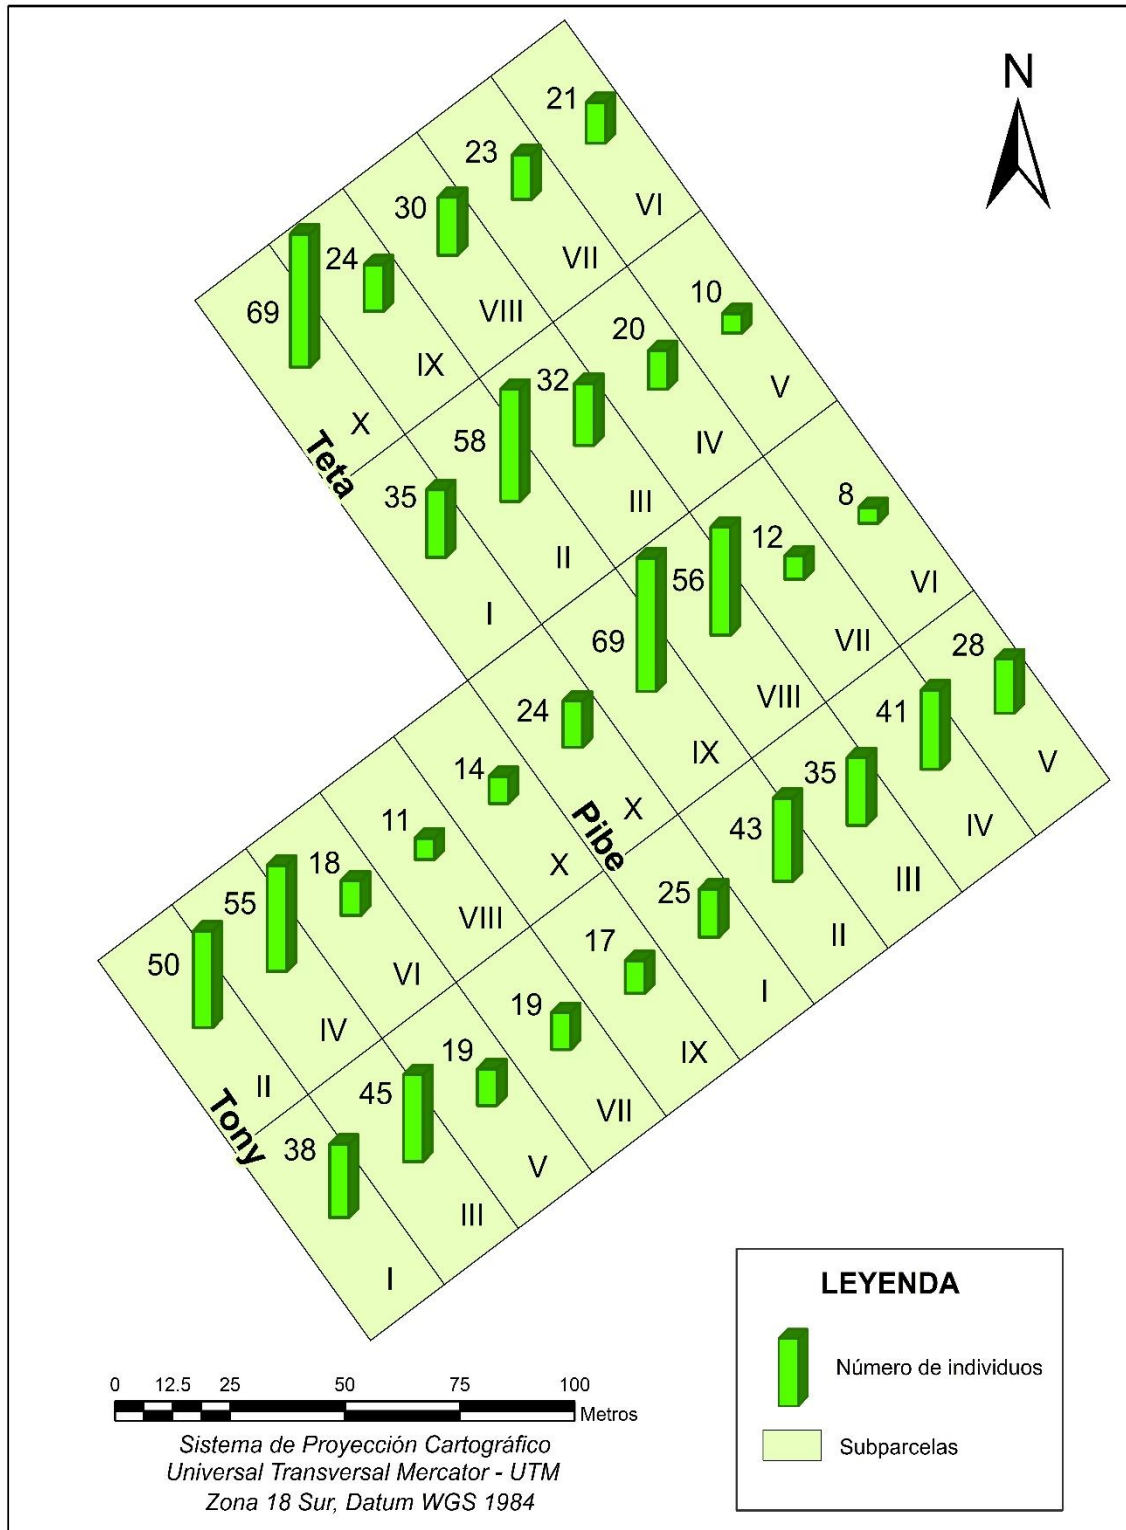 N
21
23
30
24
69
VI
VII
VIII
IX
X
Teta
10
20
32
58
35
V
IV
III
II
I
8
12
56
69
24
VI
VII
VIII
IX
X
Pibe
28
41
35
43
25
V
IV
III
II
I
14
11
18
55
50
X
VIII
VI
IV
II
Tony
17
19
19
45
38
IX
VII
V
III
I
LEYENDA
Número de individuos
Subparcelas
0 12.5 25 50 75 100
Metros
Sistema de Proyección Cartográfico
Universal Transversal Mercator - UTM
Zona 18 Sur, Datum WGS 1984